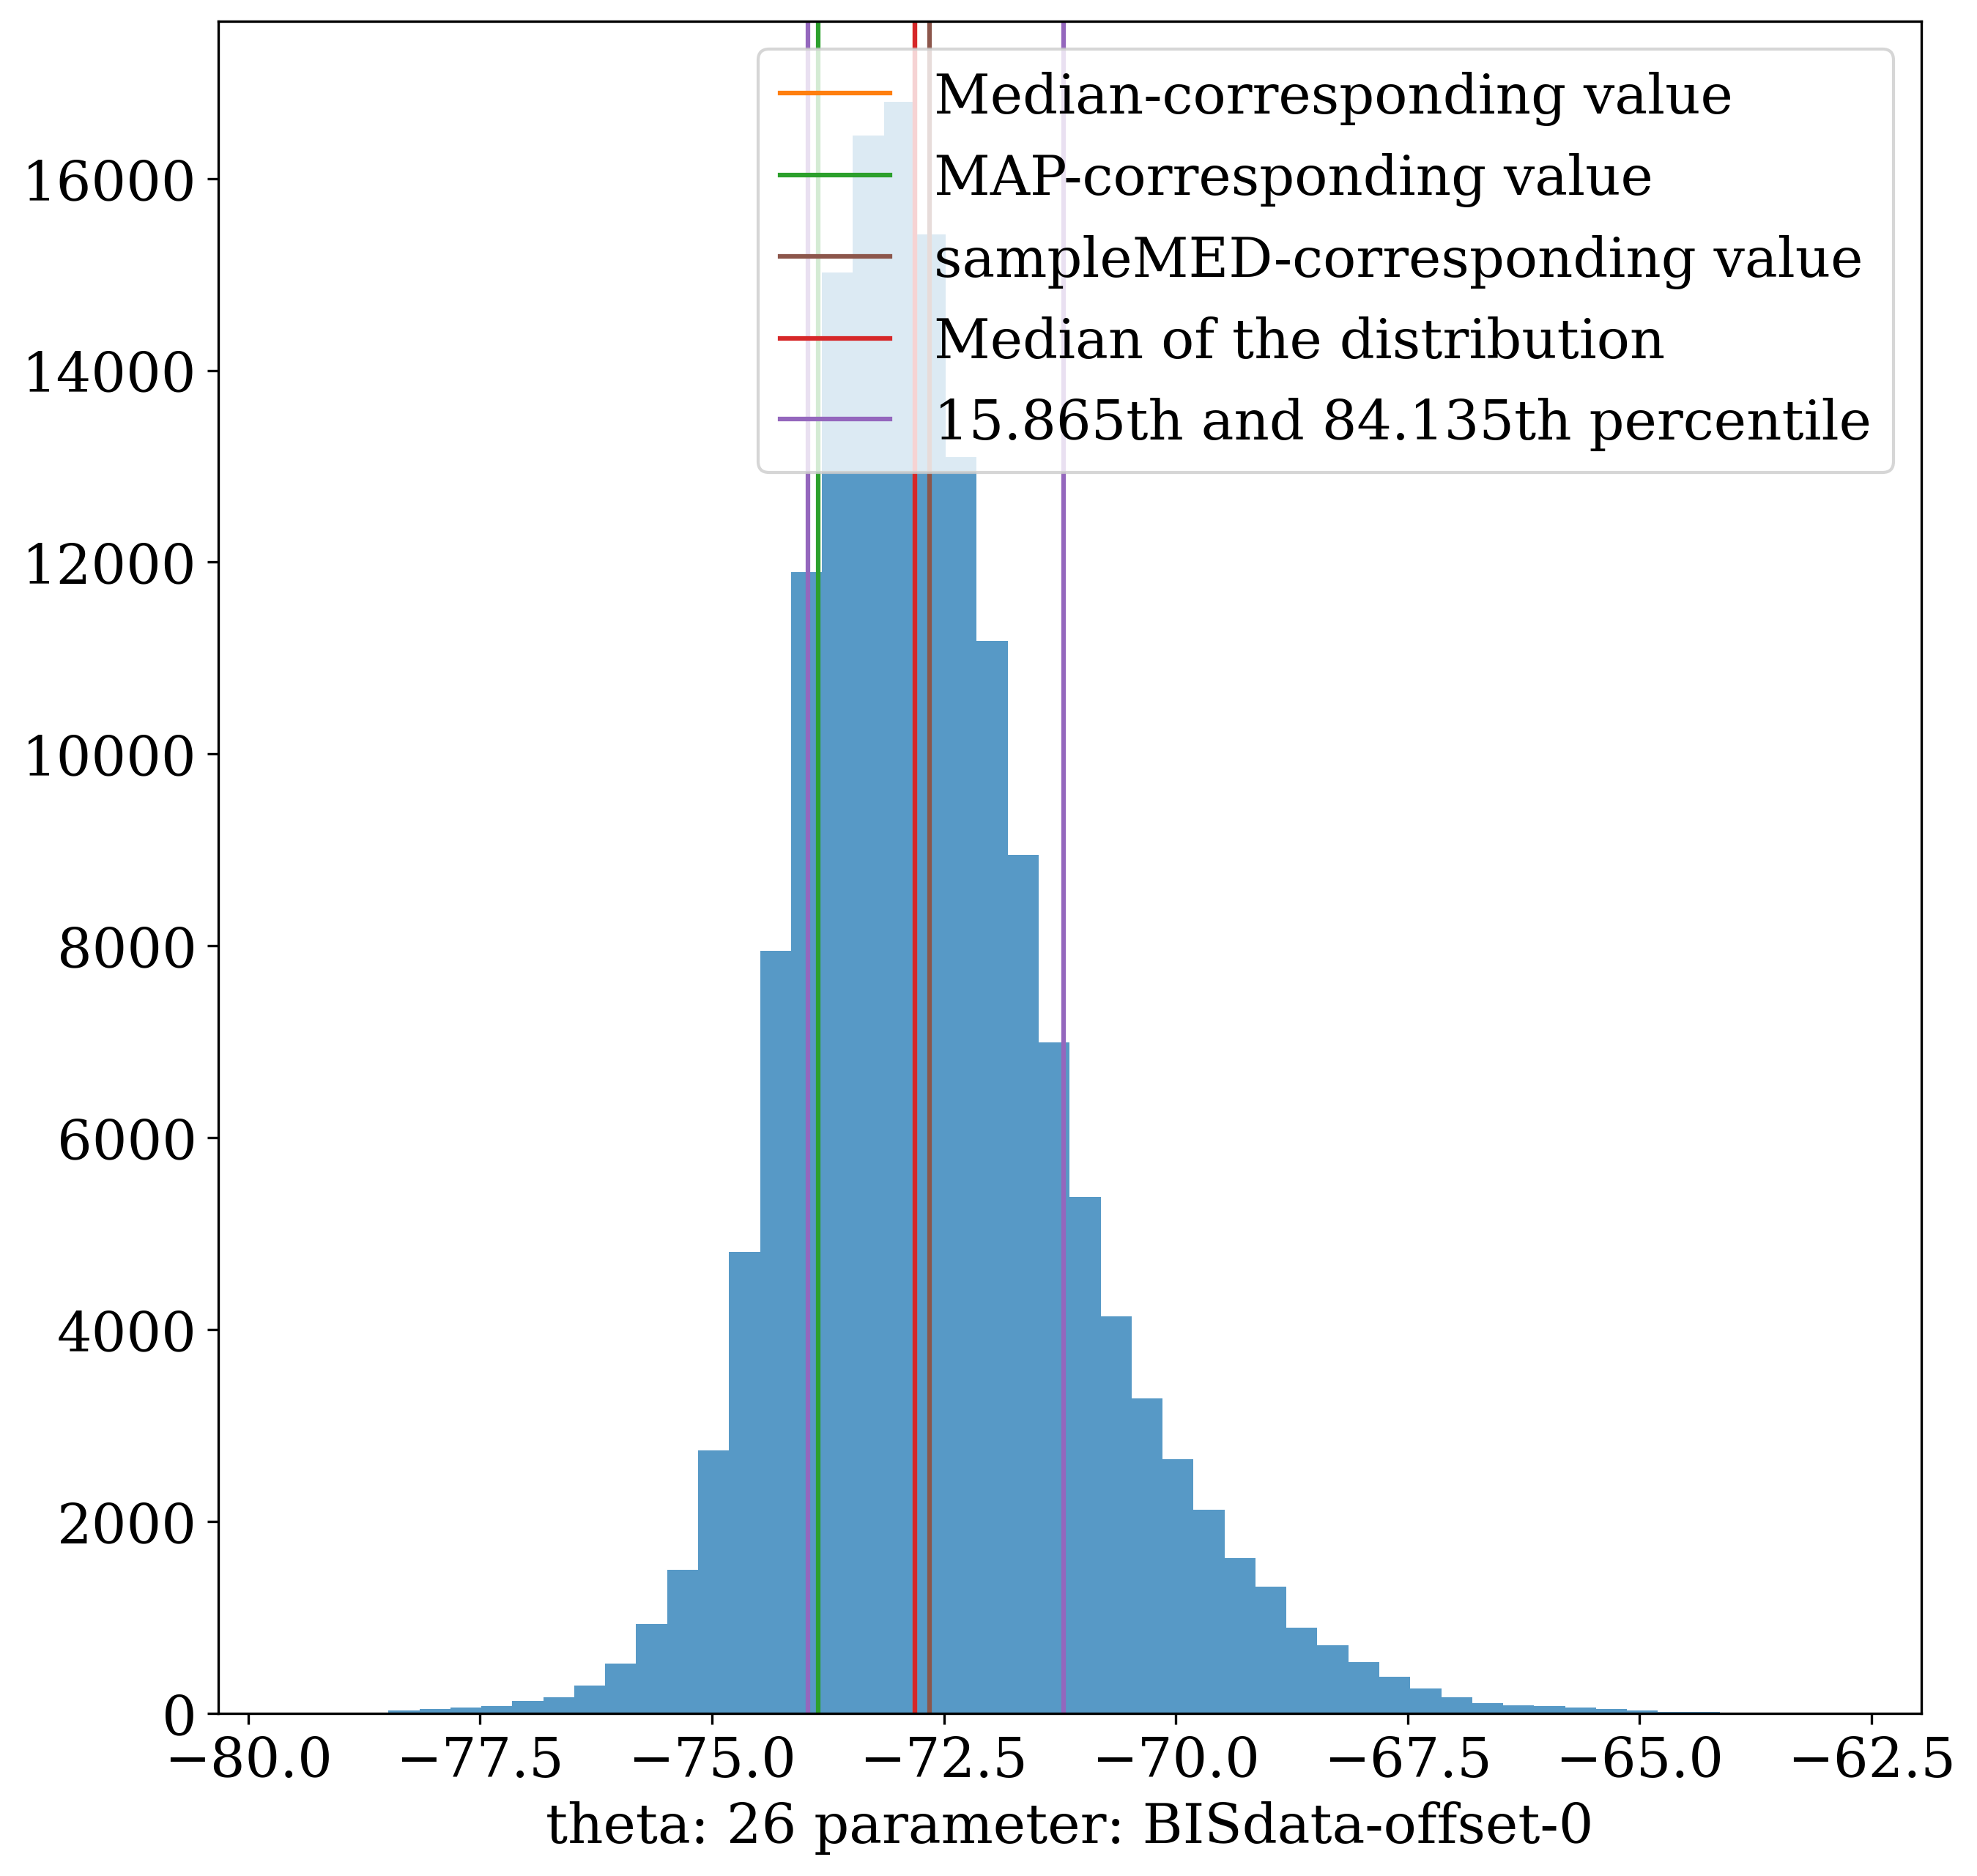 Median-corresponding value
MAP-corresponding value
sampleMED-corresponding value
Median of the distribution
15.865th and 84.135th percentile
16000
14000
12000
10000
8000
6000
4000
2000
0
−80.0 −77.5 −75.0 −72.5 −70.0 −67.5 −65.0 −62.5
theta: 26 parameter: BISdata-offset-0